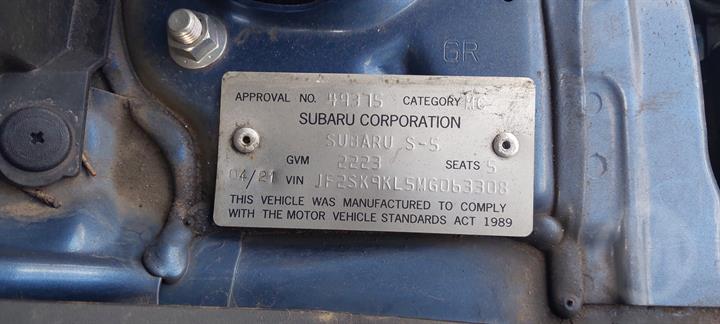 GR
APPROVAL NO. 49375 CATEGORY MC
SUBARU CORPORATION
SUBARU S-5
GVM 2223 SEATS 5
04/21 VIN JF2SK9KL5MG063308
THIS VEHICLE WAS MANUFACTURED TO COMPLY
WITH THE MOTOR VEHICLE STANDARDS ACT 1989